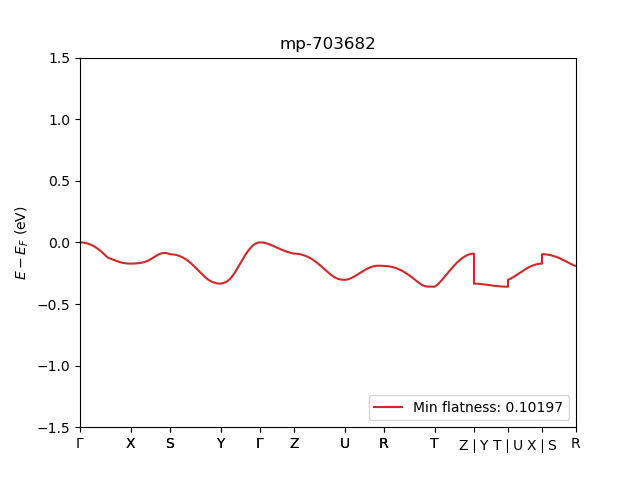 mp-703682
1.5
1.0
0.5
0.0
−0.5
−1.0
−1.5
E − E_F (eV)
Min flatness: 0.10197
Γ X S Y Γ Z U R T Z | Y T | U X | S R